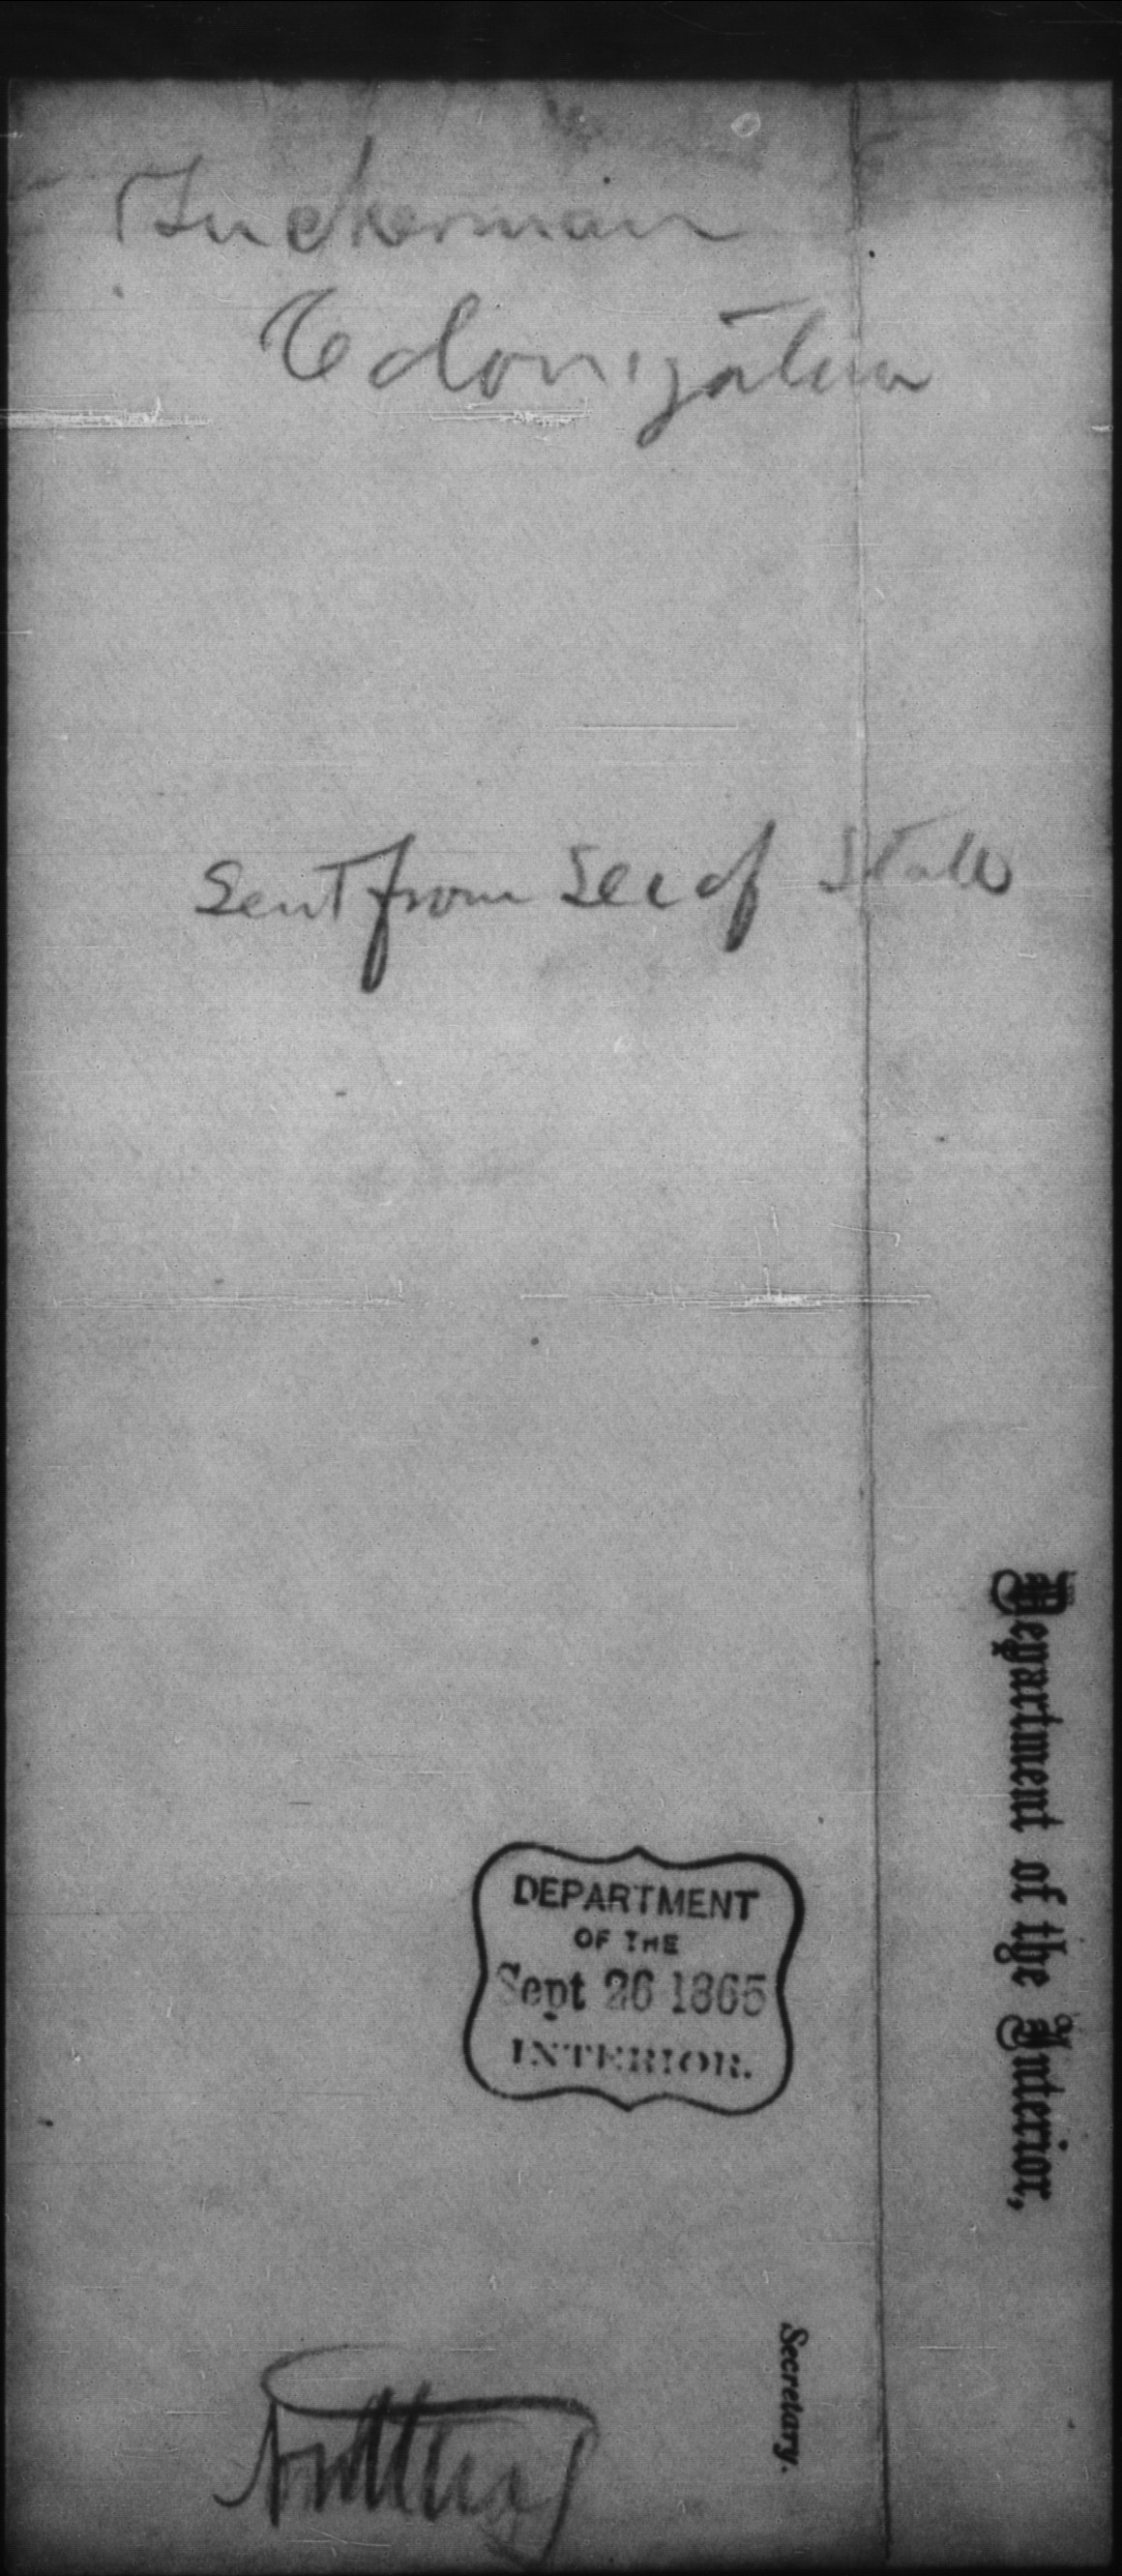 Tuckerman
Colonization
Sent from Sec of State
DEPARTMENT
OF THE
Sept 26 1865
INTERIOR.
Department of the Interior,
Secretary.